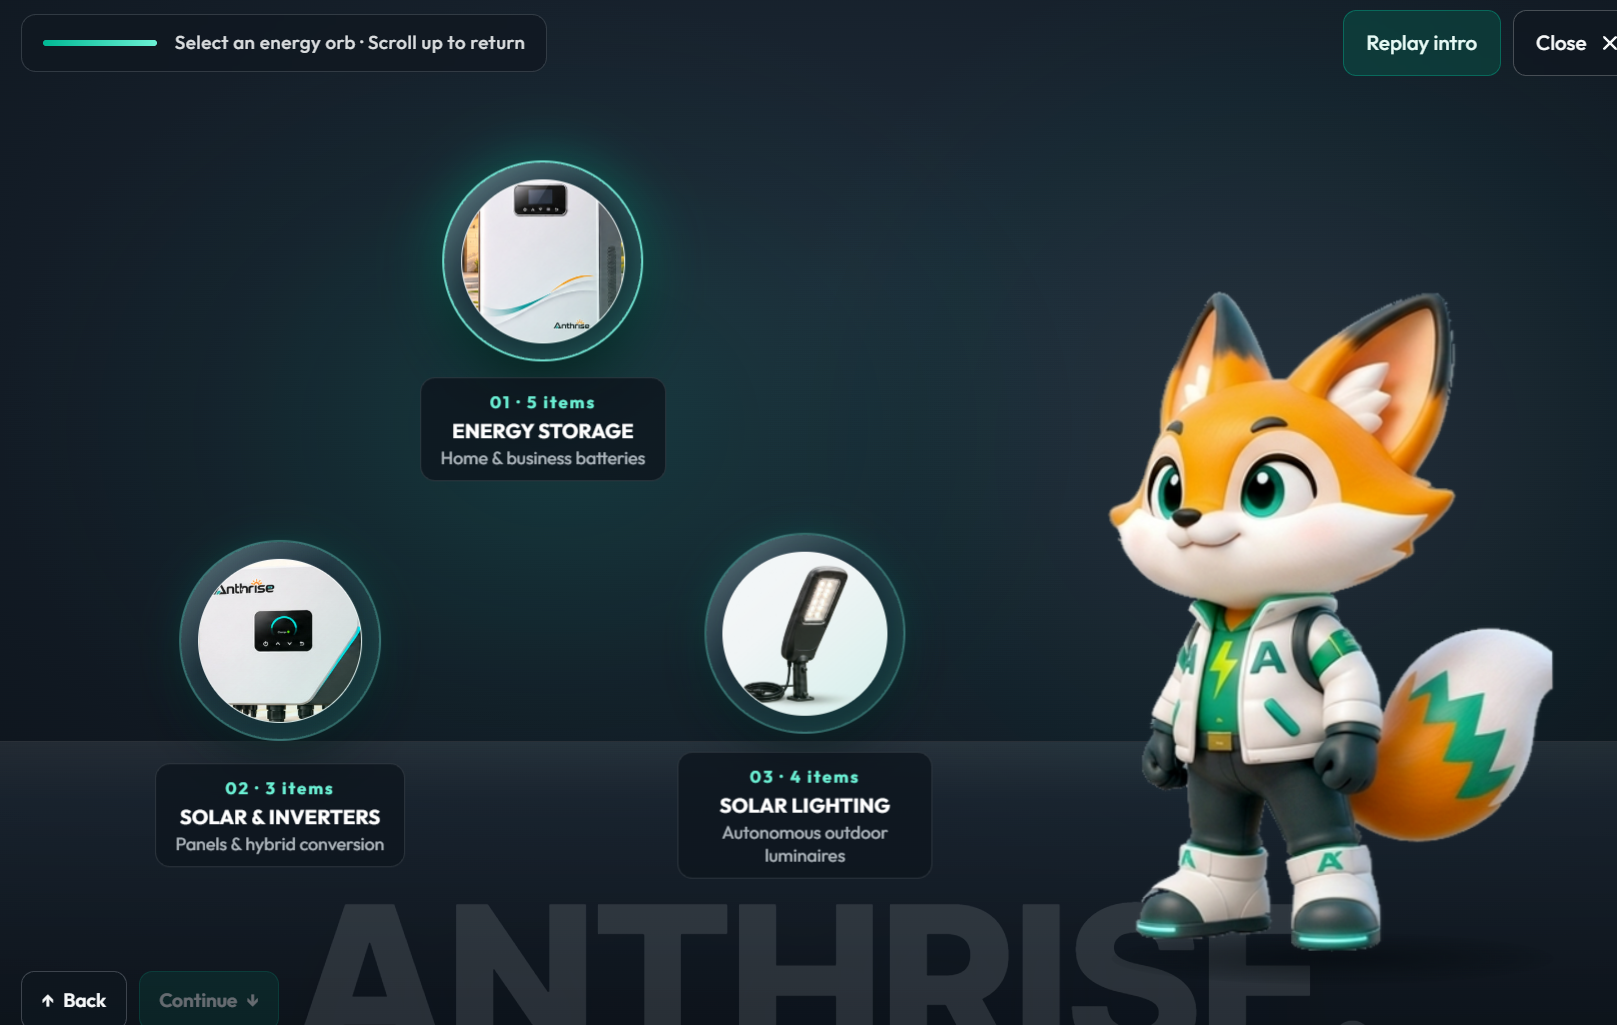 Select an energy orb · Scroll up to return
Replay intro
Close
Anthrise
01 · 5 items
ENERGY STORAGE
Home & business batteries
Anthrise
02 · 3 items
SOLAR & INVERTERS
Panels & hybrid conversion
03 · 4 items
SOLAR LIGHTING
Autonomous outdoor
luminaires
A
A
ANTHRISE.
Back
Continue